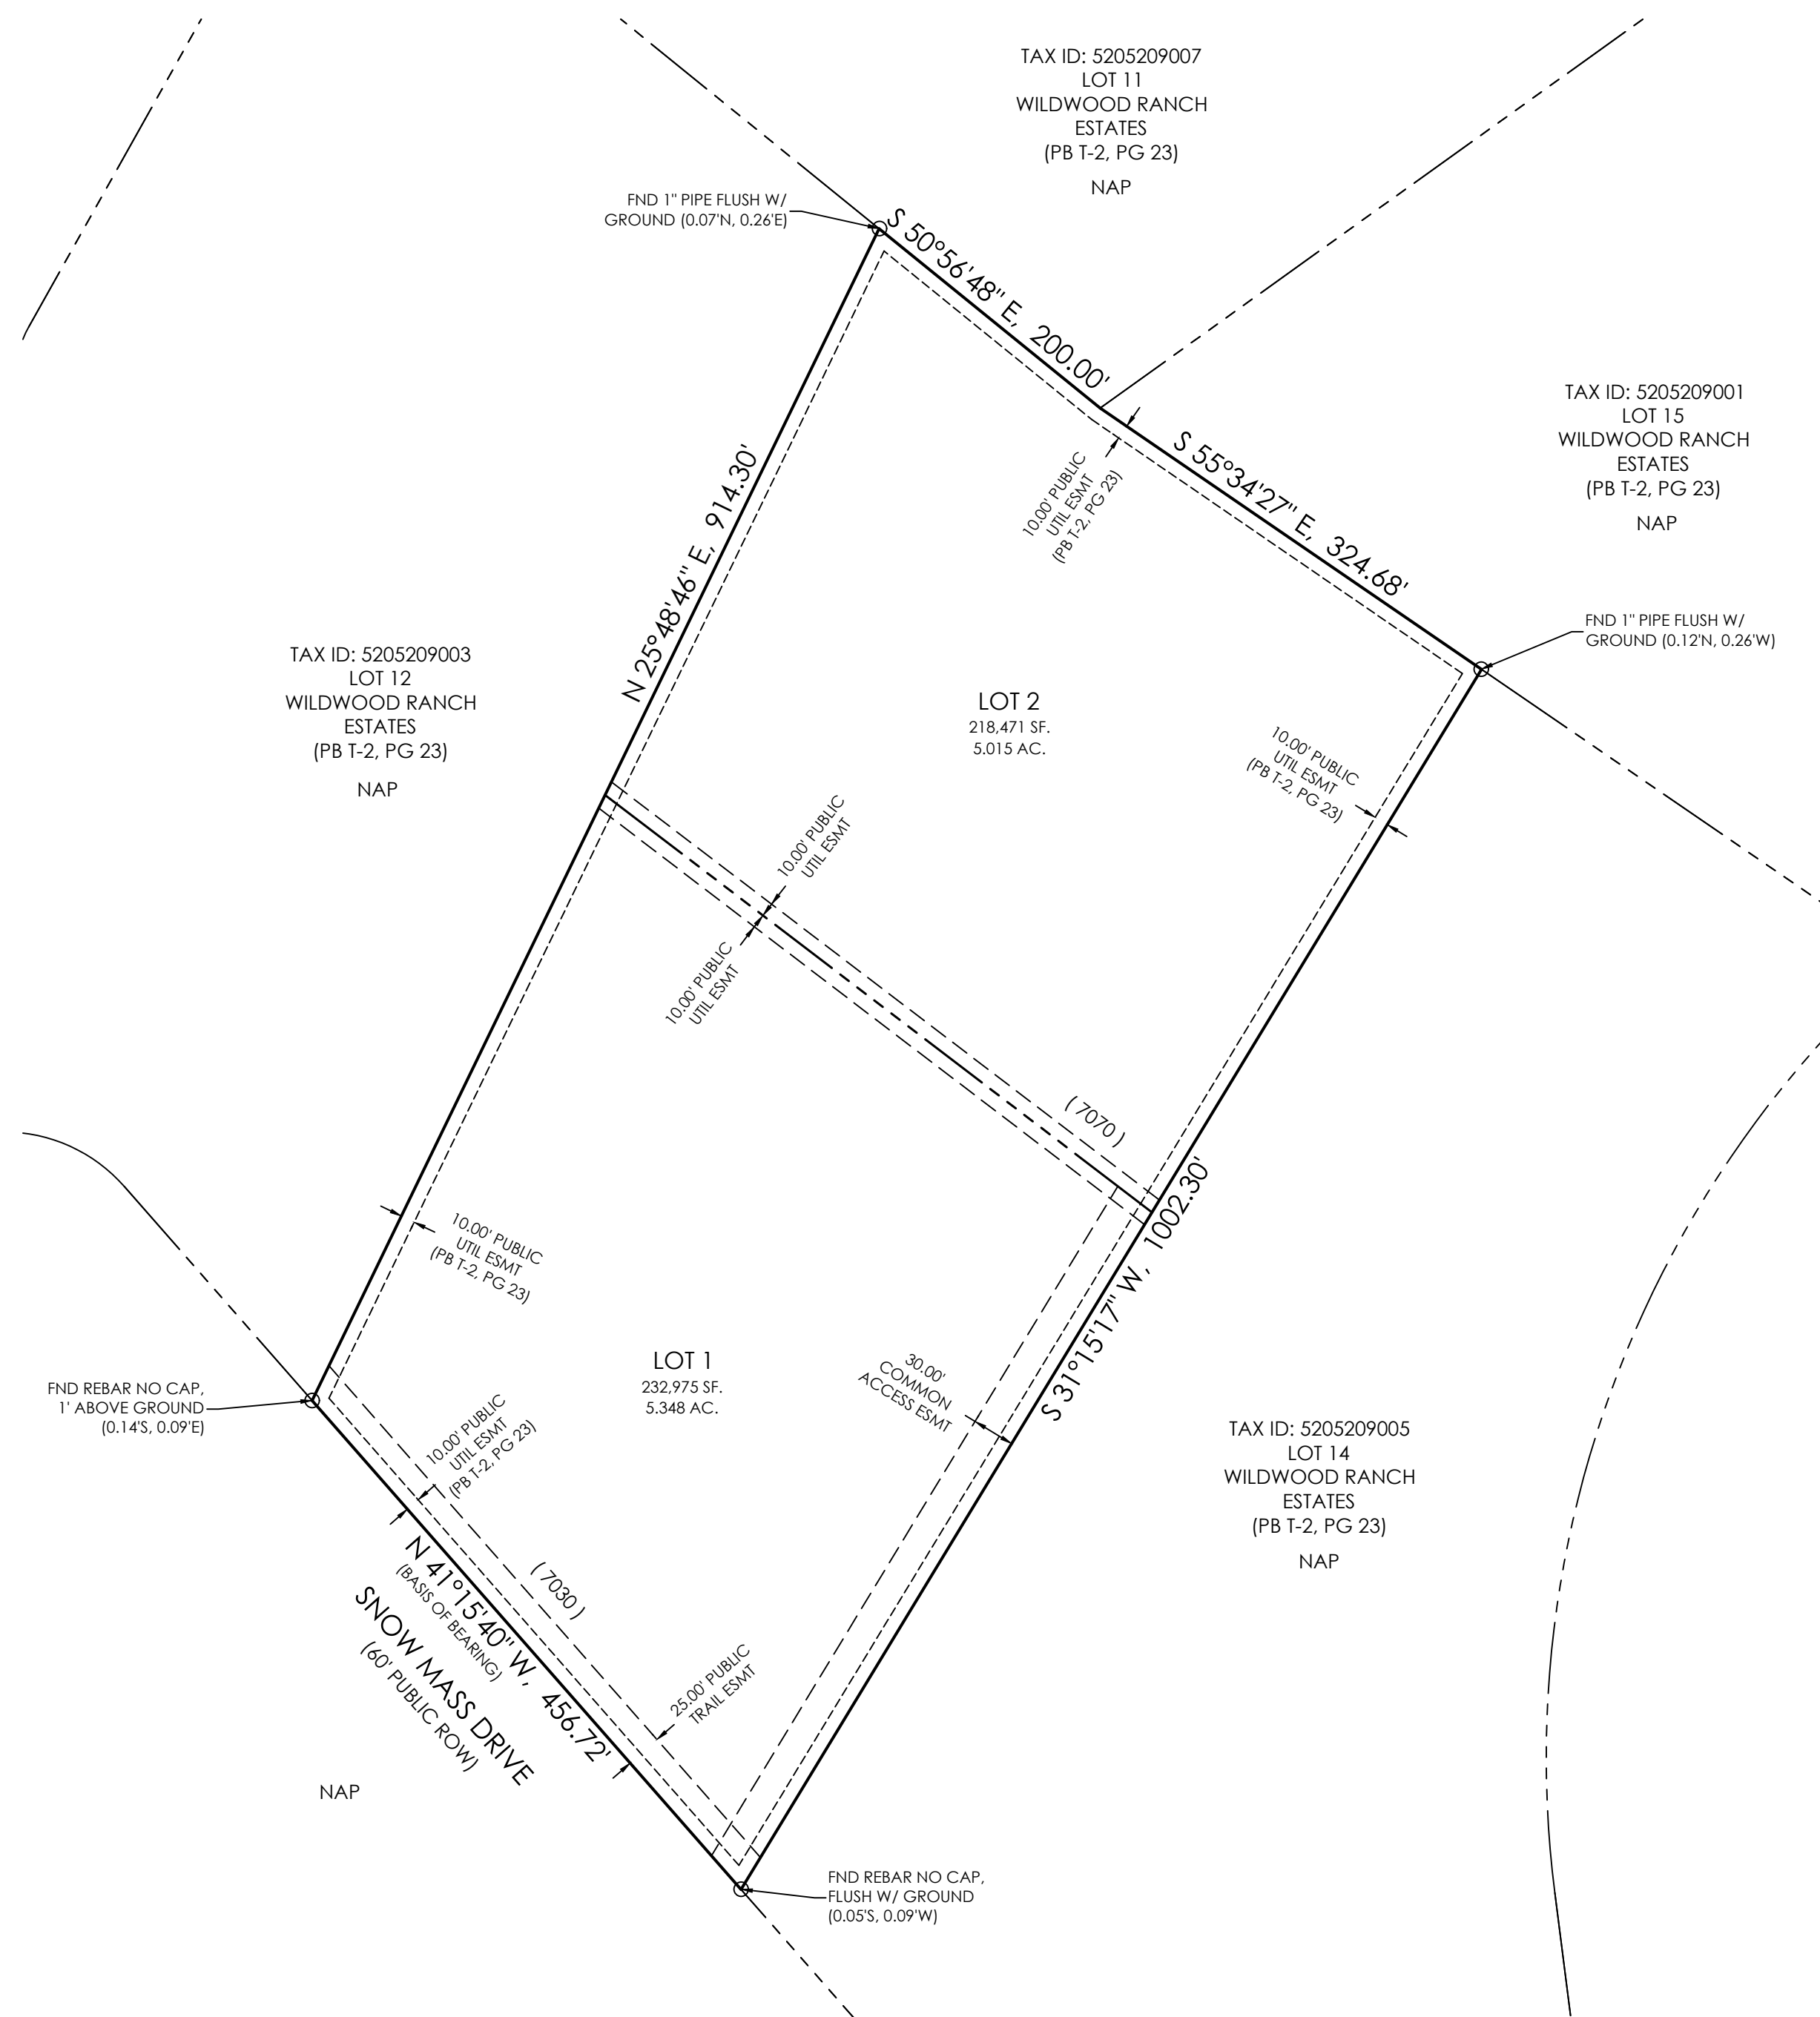 TAX ID: 5205209007
LOT 11
WILDWOOD RANCH
ESTATES
(PB T-2, PG 23)
NAP
FND 1" PIPE FLUSH W/
GROUND (0.07'N, 0.26'E)
S 50°56'48" E, 200.00'
TAX ID: 5205209001
LOT 15
WILDWOOD RANCH
ESTATES
(PB T-2, PG 23)
NAP
S 55°34'27" E, 324.68'
10.00' PUBLIC
UTIL ESMT
(PB T-2, PG 23)
N 25°48'46" E, 914.30'
FND 1" PIPE FLUSH W/
GROUND (0.12'N, 0.26'W)
TAX ID: 5205209003
LOT 12
WILDWOOD RANCH
ESTATES
(PB T-2, PG 23)
NAP
LOT 2
218,471 SF.
5.015 AC.
10.00' PUBLIC
UTIL ESMT
(PB T-2, PG 23)
10.00' PUBLIC
UTIL ESMT
10.00' PUBLIC
UTIL ESMT
( 7070 )
S 31°15'17" W, 1002.30'
10.00' PUBLIC
UTIL ESMT
(PB T-2, PG 23)
LOT 1
232,975 SF.
5.348 AC.
30.00'
COMMON
ACCESS ESMT
FND REBAR NO CAP,
1' ABOVE GROUND
(0.14'S, 0.09'E)
10.00' PUBLIC
UTIL ESMT
(PB T-2, PG 23)
TAX ID: 5205209005
LOT 14
WILDWOOD RANCH
ESTATES
(PB T-2, PG 23)
NAP
( 7030 )
N 41°15'40" W, 456.72'
(BASIS OF BEARING)
SNOW MASS DRIVE
(60' PUBLIC ROW)
25.00' PUBLIC
TRAIL ESMT
NAP
FND REBAR NO CAP,
FLUSH W/ GROUND
(0.05'S, 0.09'W)